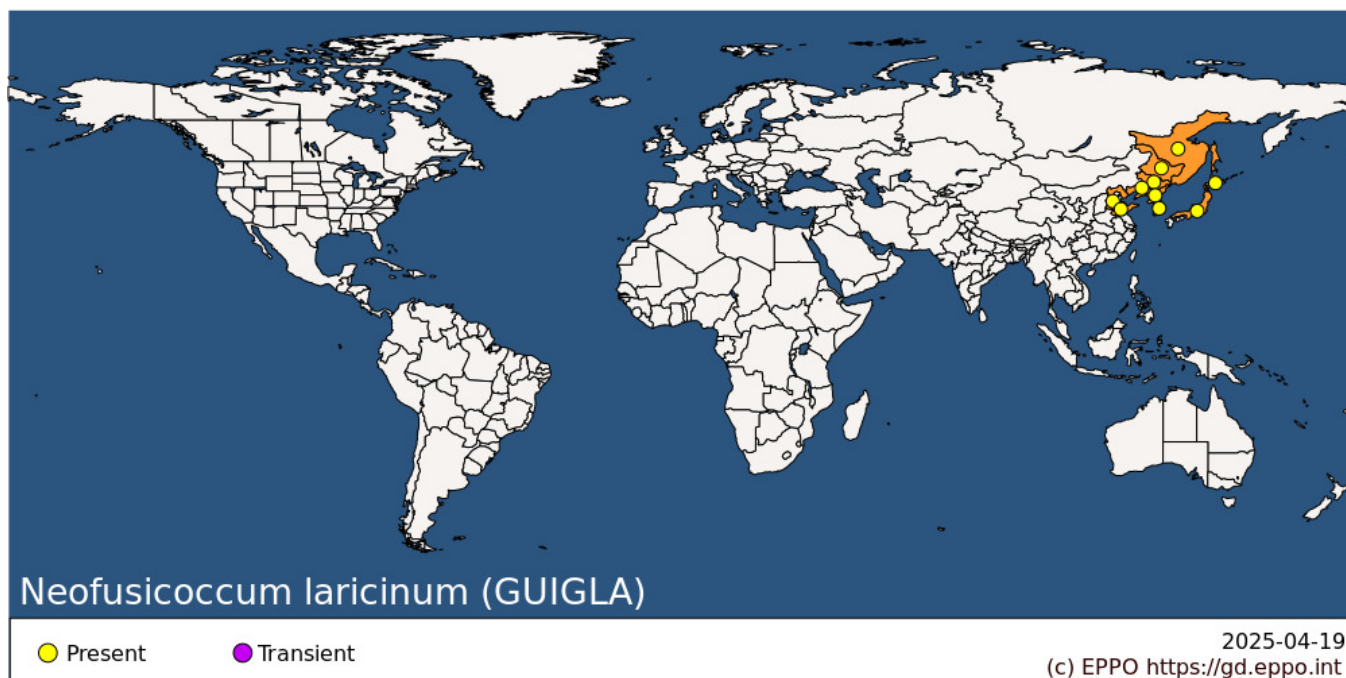 Neofusicoccum laricinum (GUIGLA)
Present
Transient
2025-04-19
(c) EPPO https://gd.eppo.int